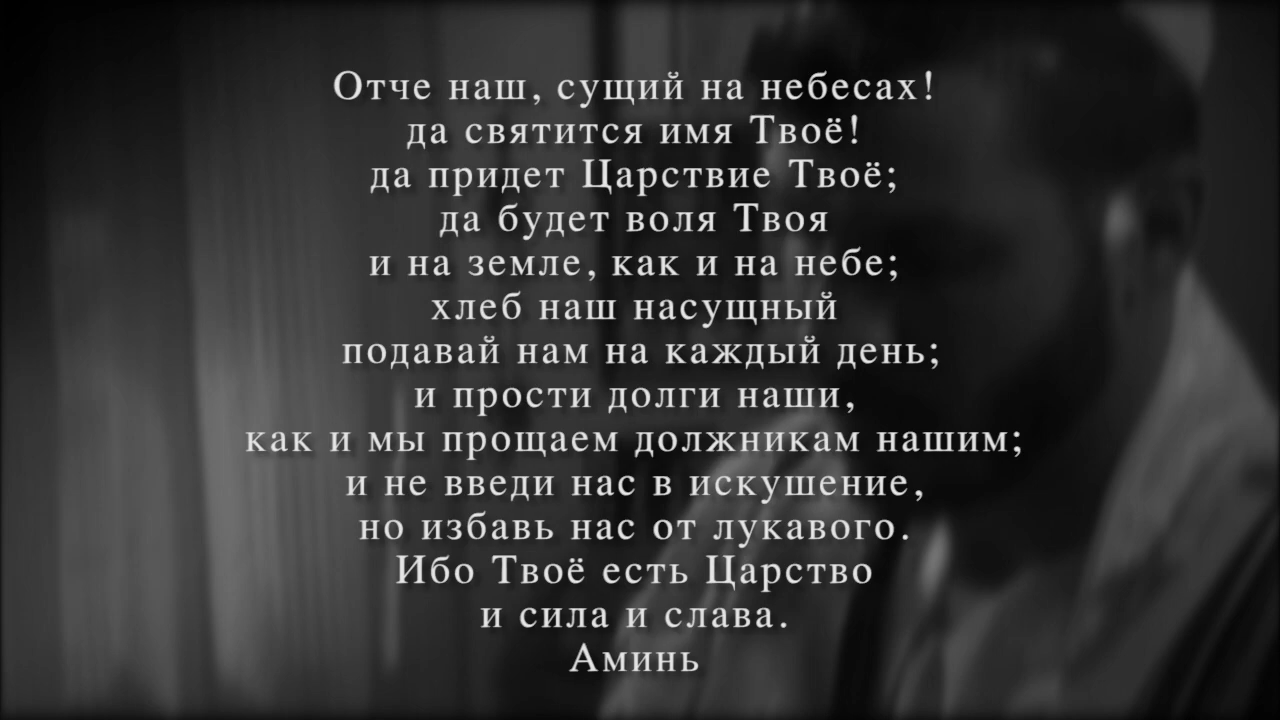 Отче наш, сущий на небесах!
да святится имя Твоё!
да придет Царствие Твоё;
да будет воля Твоя
и на земле, как и на небе;
хлеб наш насущный
подавай нам на каждый день;
и прости долги наши,
как и мы прощаем должникам нашим;
и не введи нас в искушение,
но избавь нас от лукавого.
Ибо Твоё есть Царство
и сила и слава.
Аминь